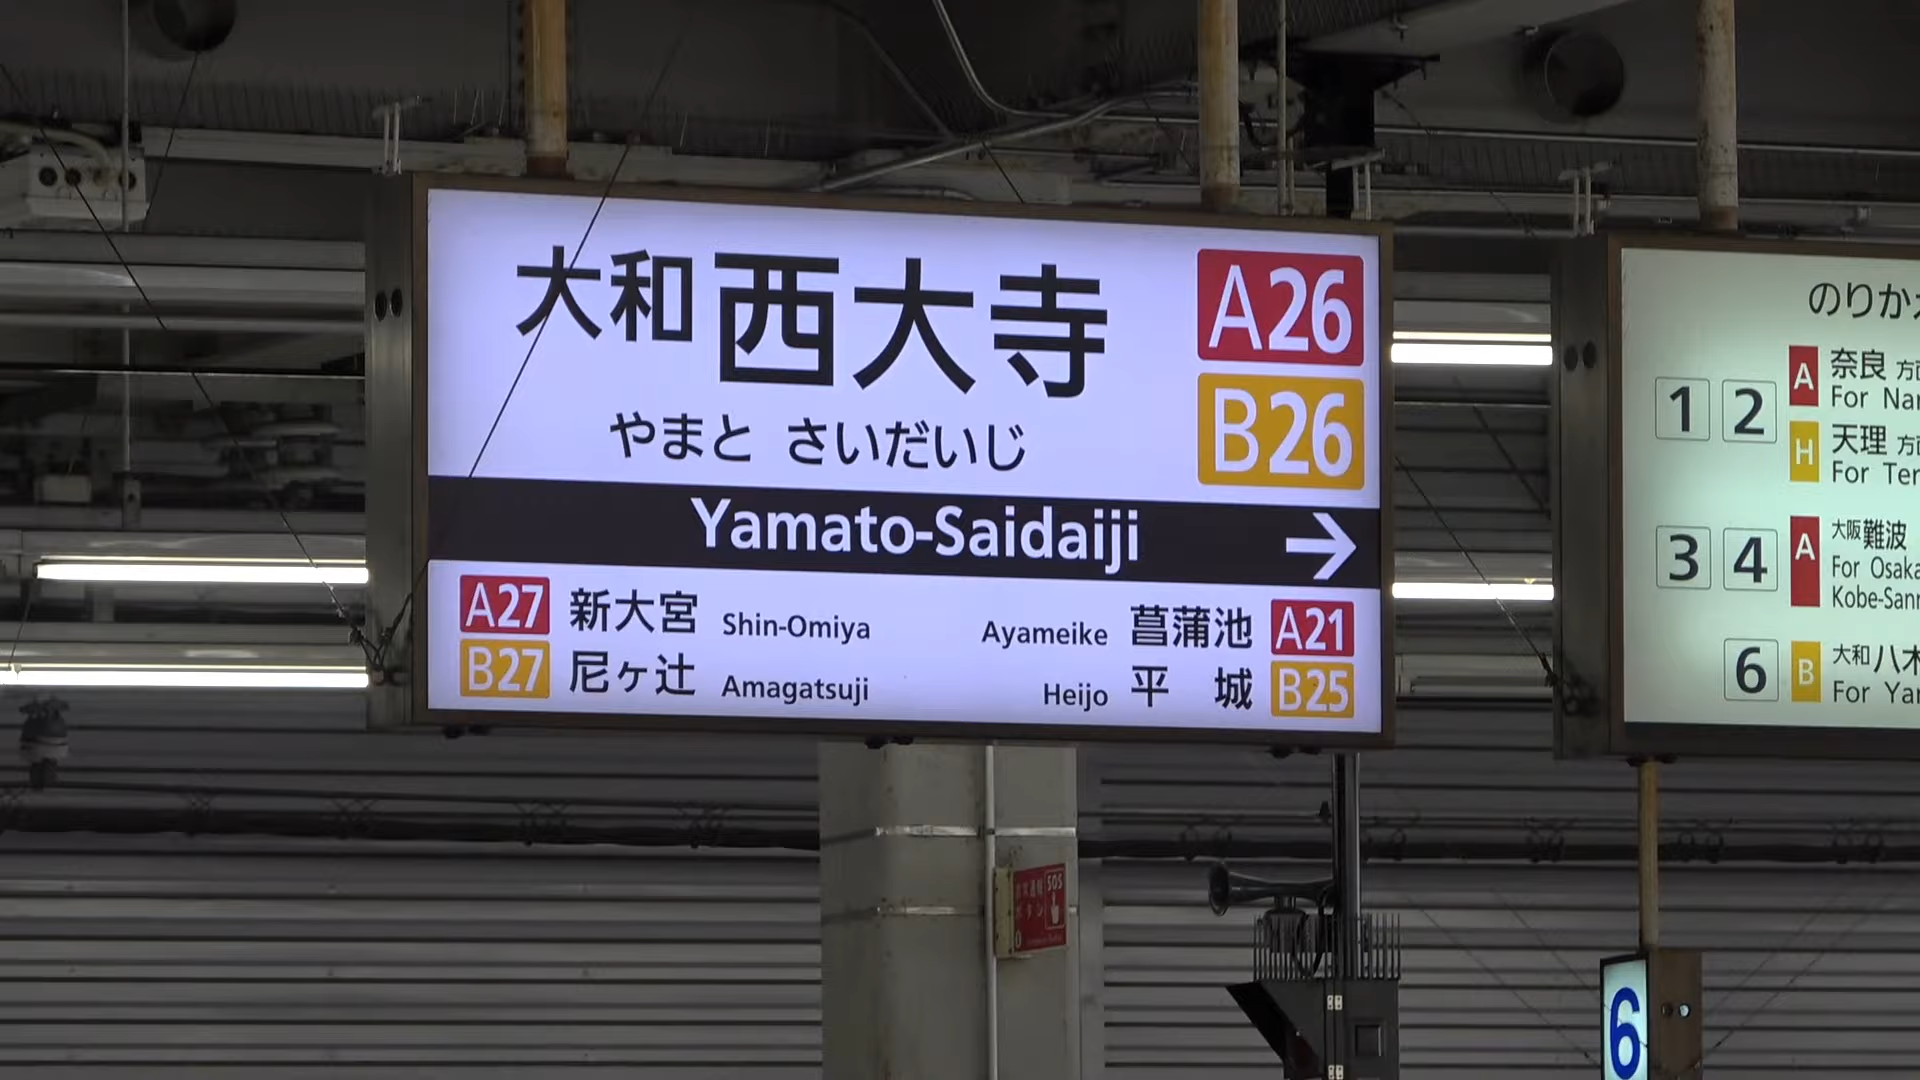 大和西大寺 A26
B26
やまと さいだいじ
Yamato-Saidaiji →
A27 新大宮 Shin-Omiya Ayameike 菖蒲池 A21
B27 尼ヶ辻 Amagatsuji Heijo 平 城 B25
のりか
1 2 A 奈良 方面
For Nar
H 天理 方面
For Ter
3 4 A 大阪難波
For Osaka
Kobe-Sann
6 B 大和八木
For Yam
SOS
6